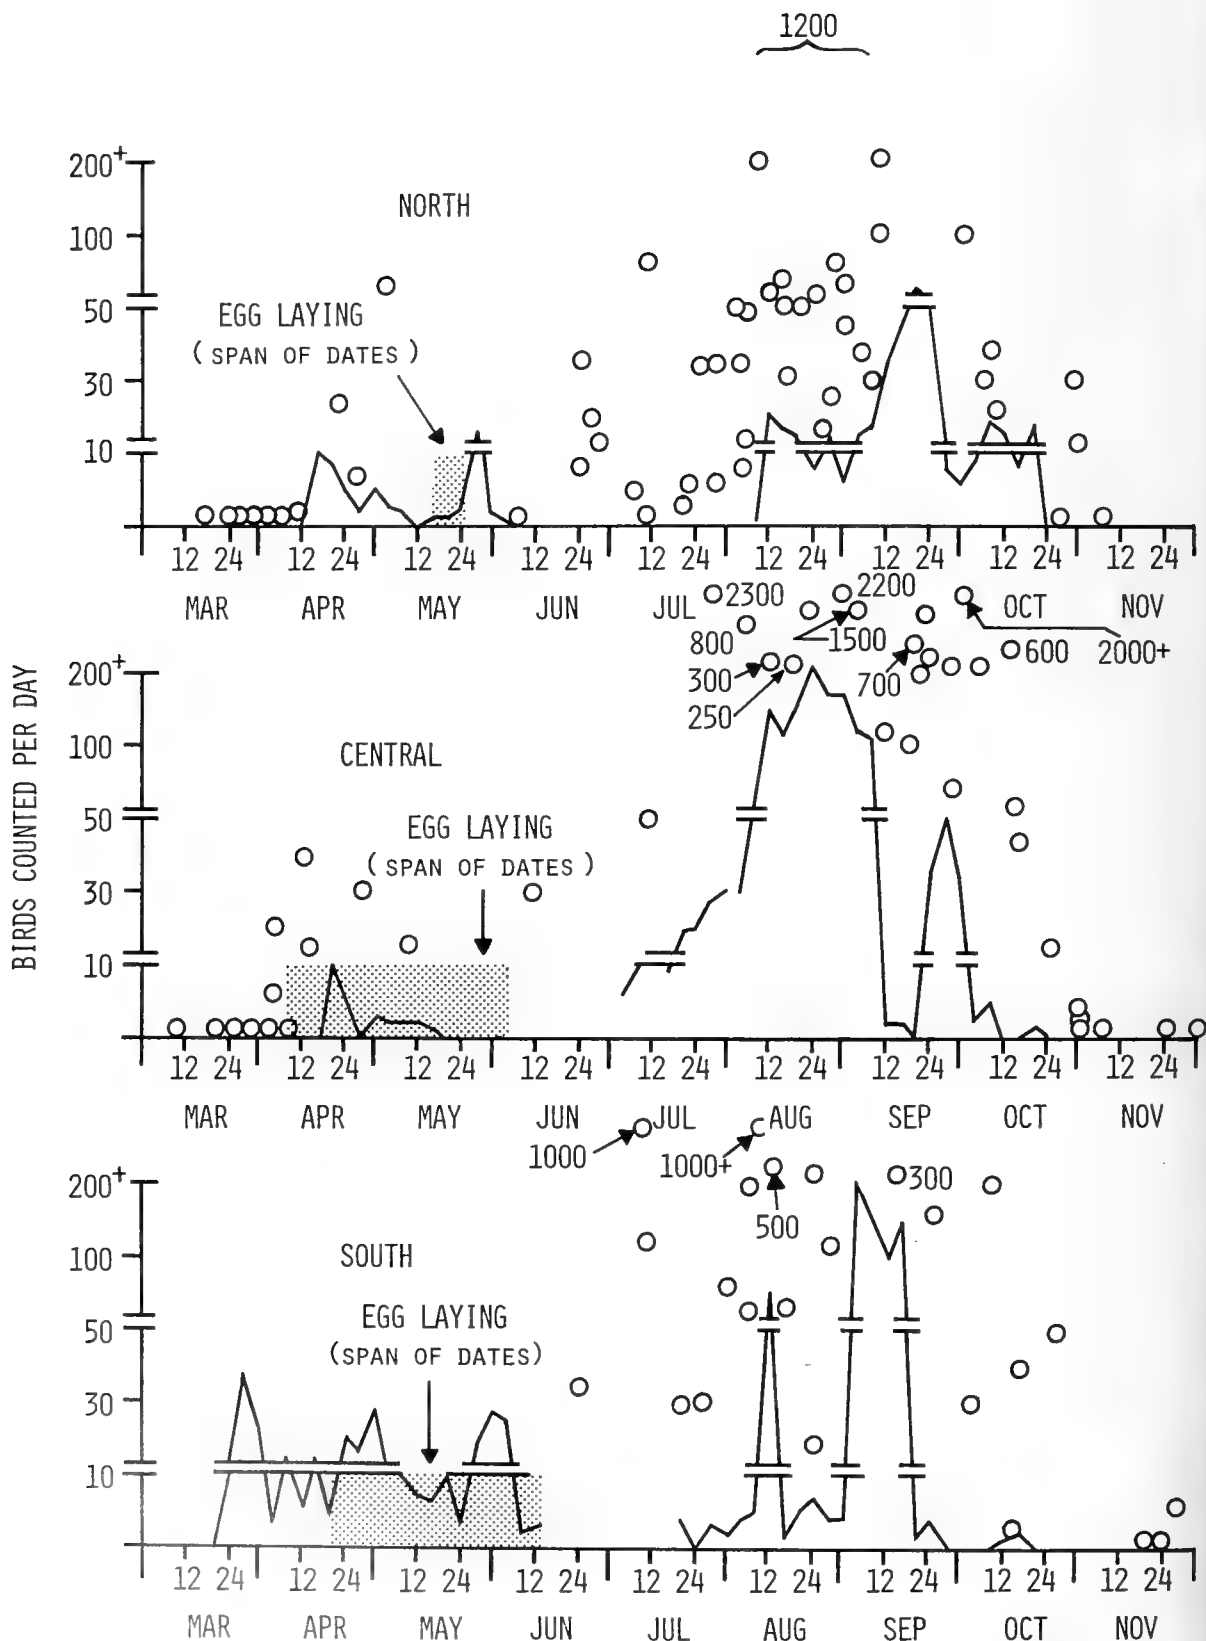 1200
200+
NORTH
100
EGG LAYING
50
( SPAN OF DATES )
30
10
12 24 12 24 12 24 12 24 12 24 12 24 12 24 12 24 12 24
MAR APR MAY JUN JUL AUG SEP OCT NOV
2300 2200
800 1500 600 2000+
300 700
200+
250
100
CENTRAL
50
EGG LAYING
( SPAN OF DATES )
30
10
BIRDS COUNTED PER DAY
12 24 12 24 12 24 12 24 12 24 12 24 12 24 12 24 12 24
MAR APR MAY JUN JUL AUG SEP OCT NOV
1000 1000+
200+ 300
500
100
SOUTH
50
EGG LAYING
(SPAN OF DATES)
30
10
12 24 12 24 12 24 12 24 12 24 12 24 12 24 12 24 12 24
MAR APR MAY JUN JUL AUG SEP OCT NOV